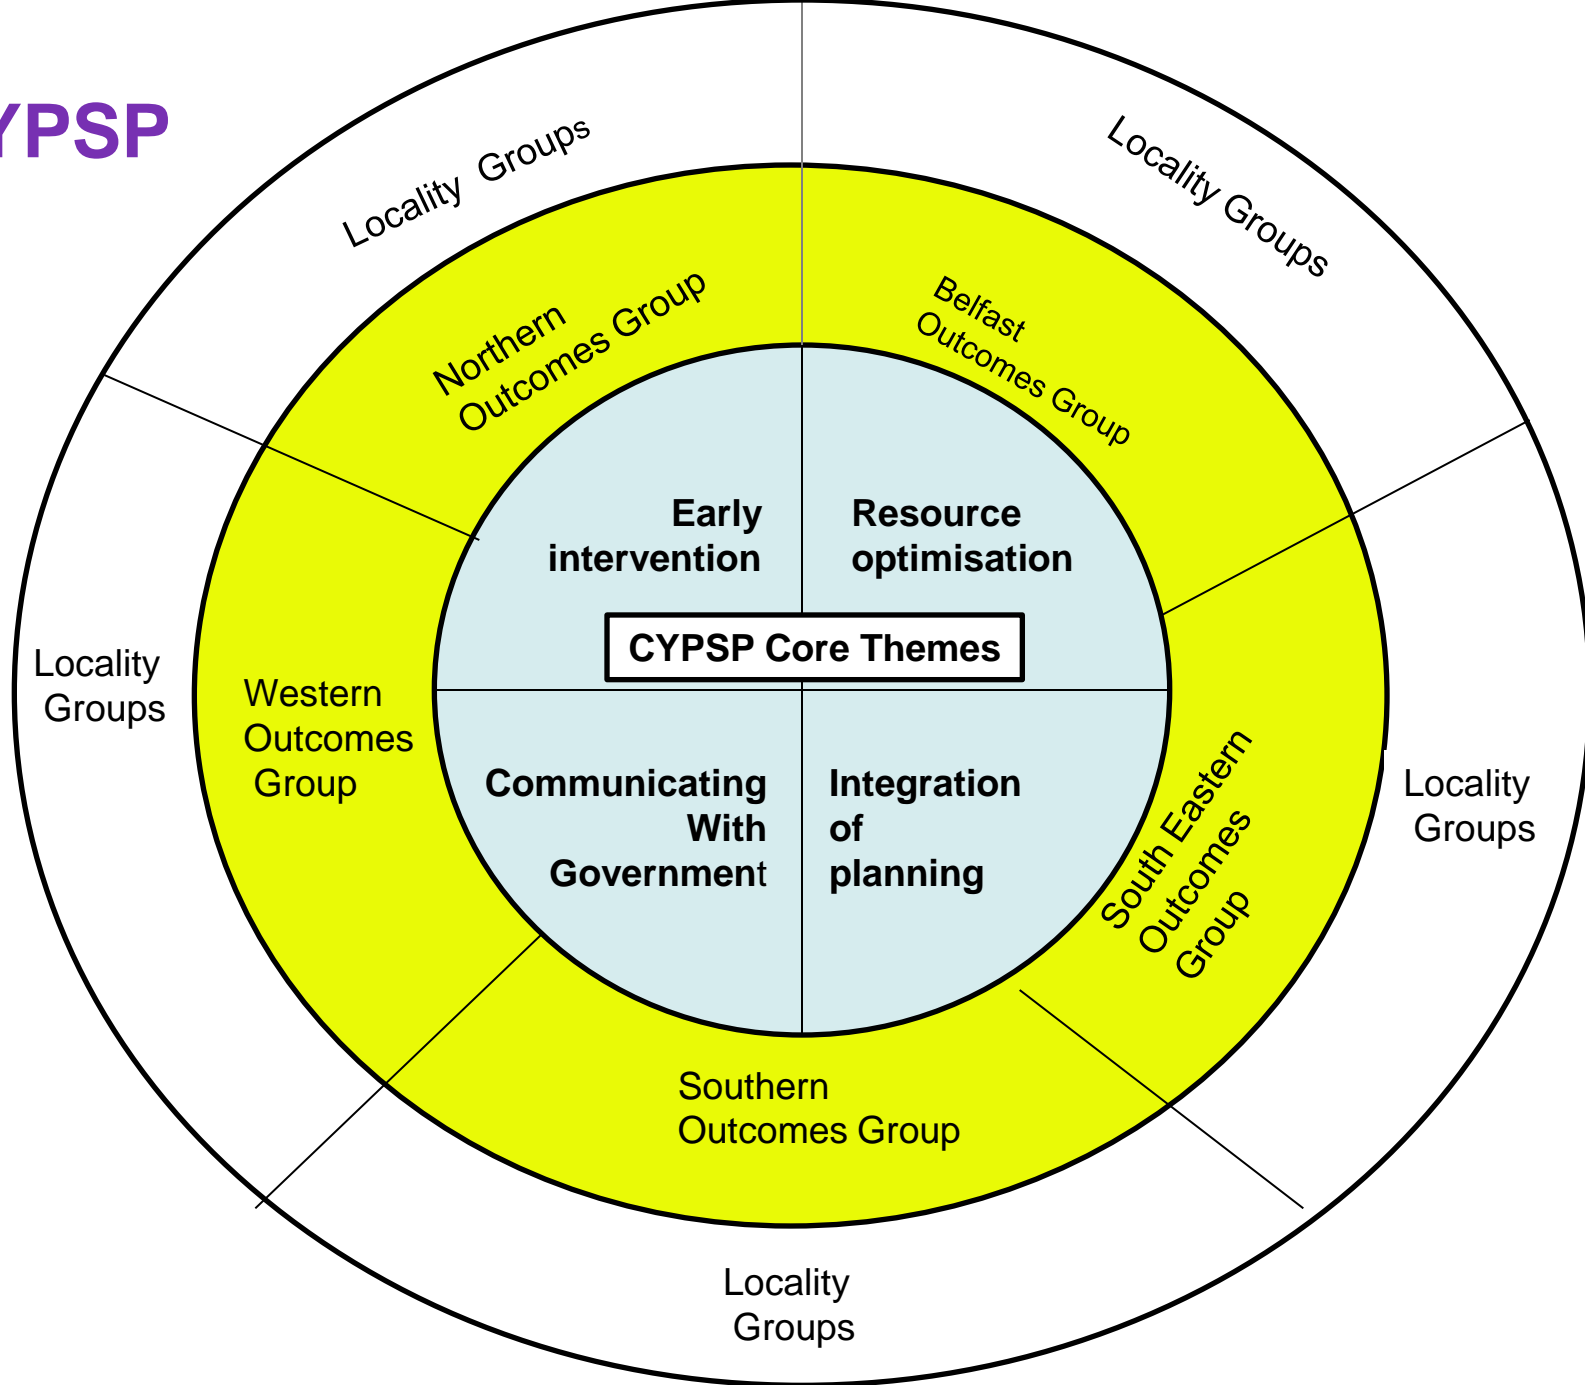 YPSP
Locality Groups
Locality Groups
Northern
Outcomes Group
Belfast
Outcomes Group
Early
intervention
Resource
optimisation
CYPSP Core Themes
Locality
Groups
Western
Outcomes
Group
Communicating
With
Government
Integration
of
planning
South Eastern
Outcomes
Group
Locality
Groups
Southern
Outcomes Group
Locality
Groups